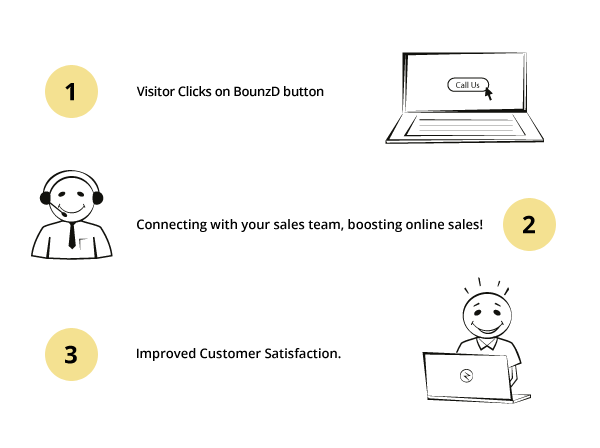 1
Visitor Clicks on BounzD button
Call Us
Connecting with your sales team, boosting online sales!
2
3
Improved Customer Satisfaction.